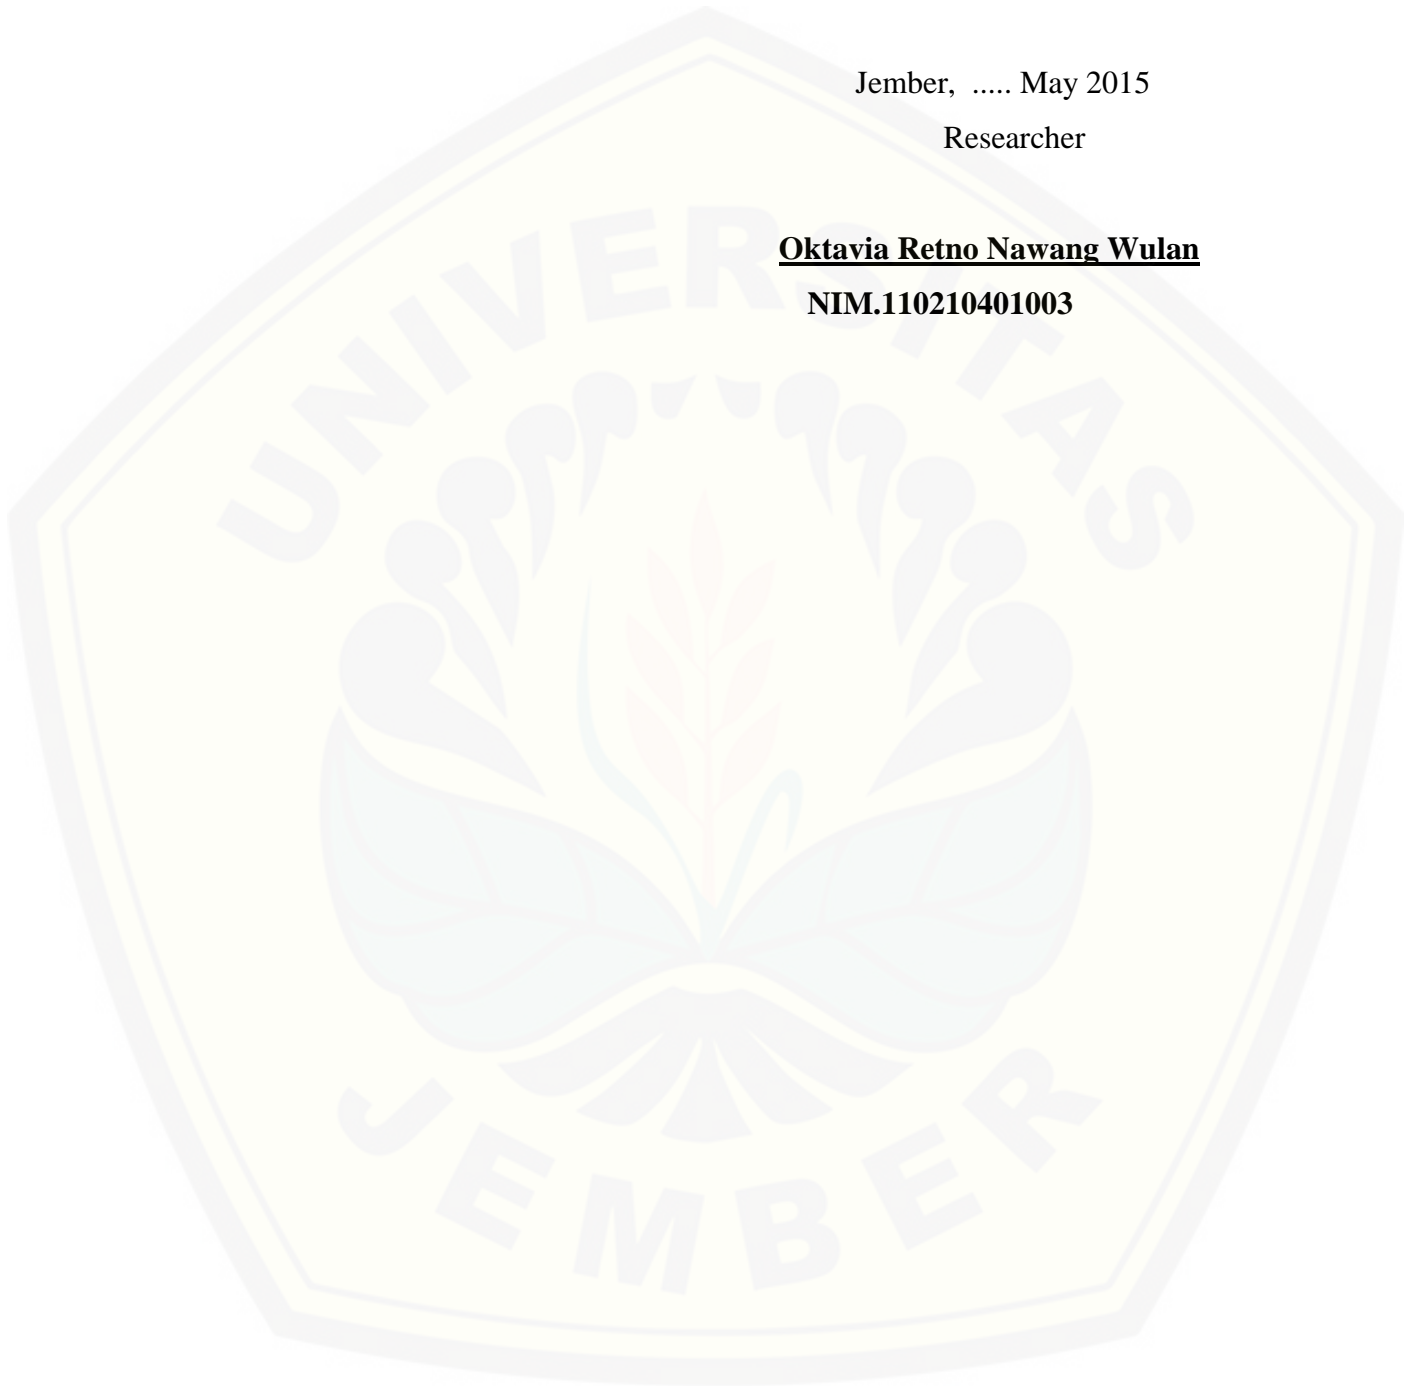 Jember, ..... May 2015
Researcher
Oktavia Retno Nawang Wulan
NIM.110210401003
UNIVERSITAS
JEMBER